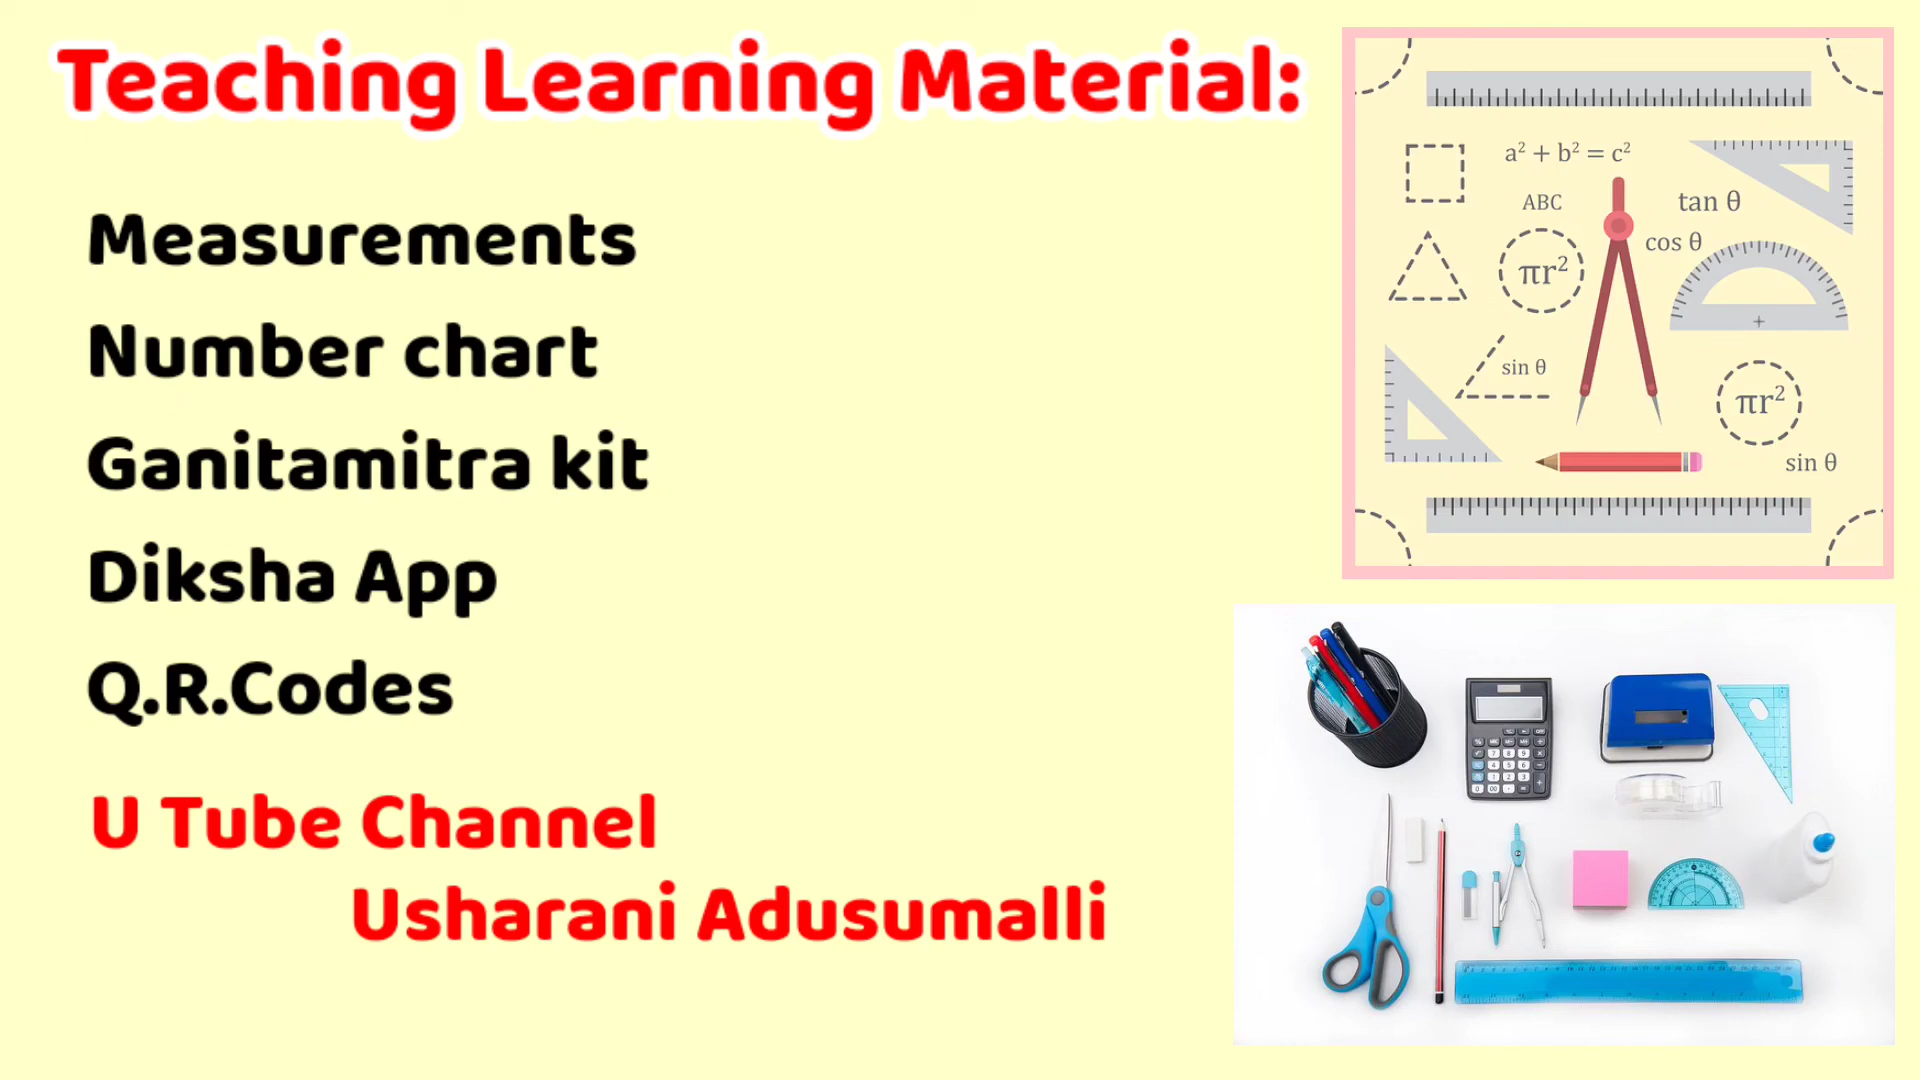 Teaching Learning Material:
Measurements
Number chart
Ganitamitra kit
Diksha App
Q.R.Codes
U Tube Channel
Usharani Adusumalli
a² + b² = c²
ABC
tan θ
cos θ
πr²
sin θ
πr²
sin θ